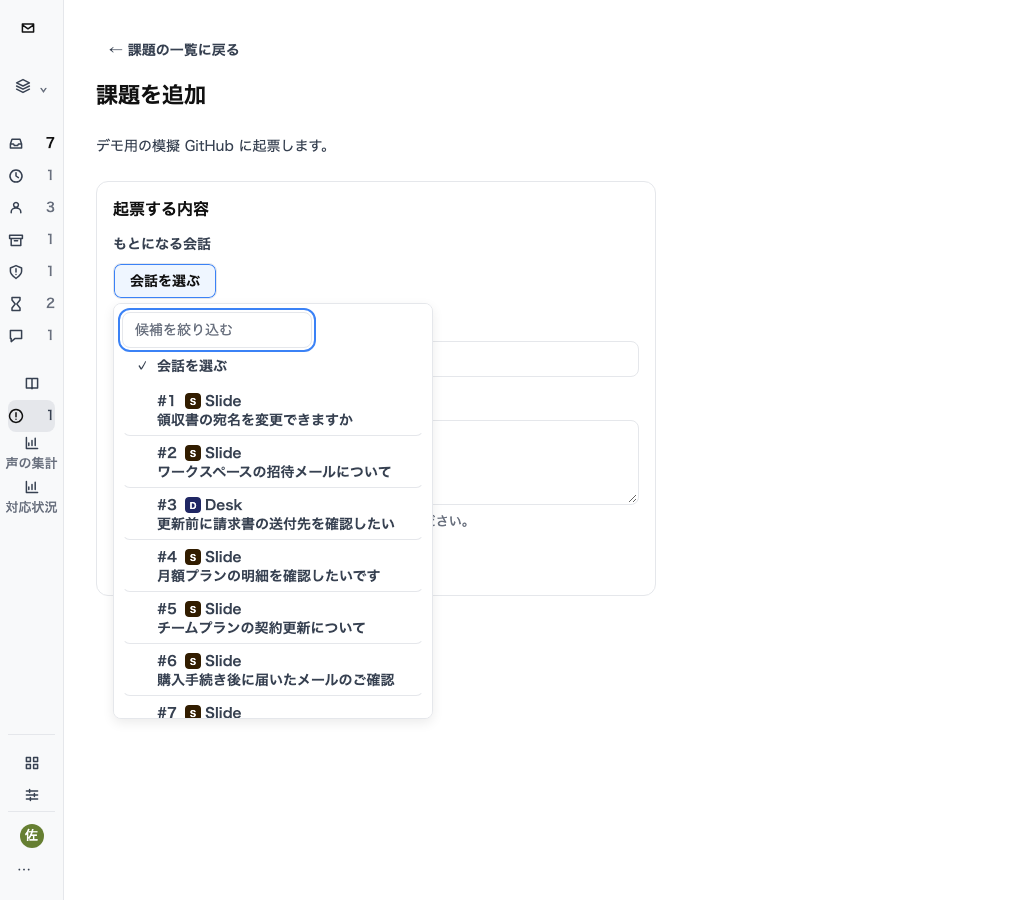 ← 課題の一覧に戻る
課題を追加
デモ用の模擬 GitHub に起票します。
起票する内容
もとになる会話
会話を選ぶ
候補を絞り込む
✓ 会話を選ぶ
#1 S Slide
領収書の宛名を変更できますか
#2 S Slide
ワークスペースの招待メールについて
#3 D Desk
更新前に請求書の送付先を確認したい
#4 S Slide
月額プランの明細を確認したいです
#5 S Slide
チームプランの契約更新について
#6 S Slide
購入手続き後に届いたメールのご確認
#7 S Slide
ださい。
7
1
3
1
1
2
1
1
声の集計
対応状況
佐
…